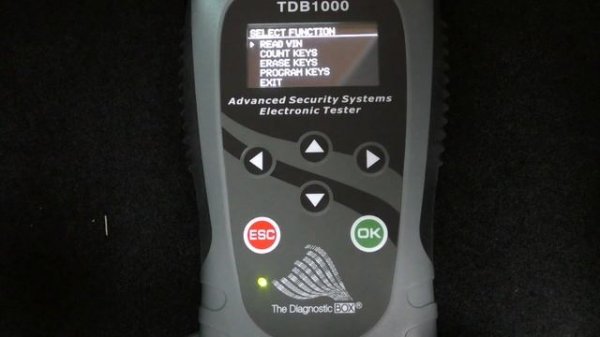 TDB1000
SELECT FUNCTION
READ VIN
COUNT KEYS
ERASE KEYS
PROGRAM KEYS
EXIT
Advanced Security Systems
Electronic Tester
ESC
OK
The Diagnostic BOX®